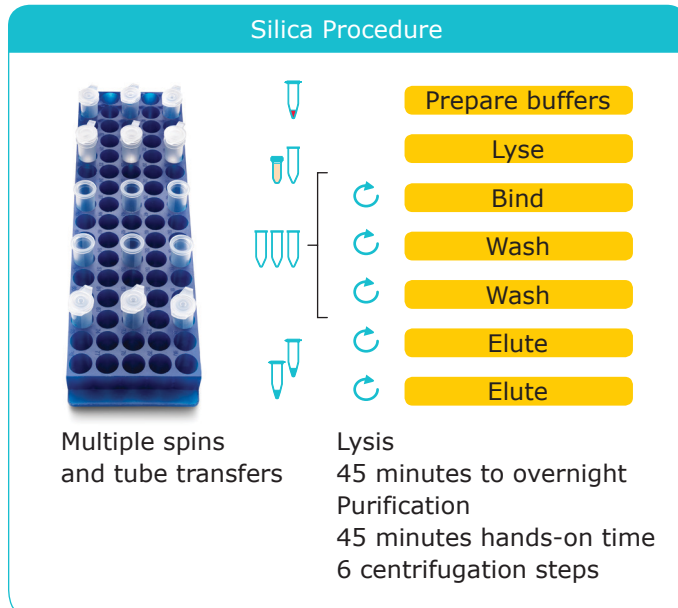 Silica Procedure
Prepare buffers
Lyse
Bind
Wash
Wash
Elute
Elute
Multiple spins
and tube transfers
Lysis
45 minutes to overnight
Purification
45 minutes hands-on time
6 centrifugation steps